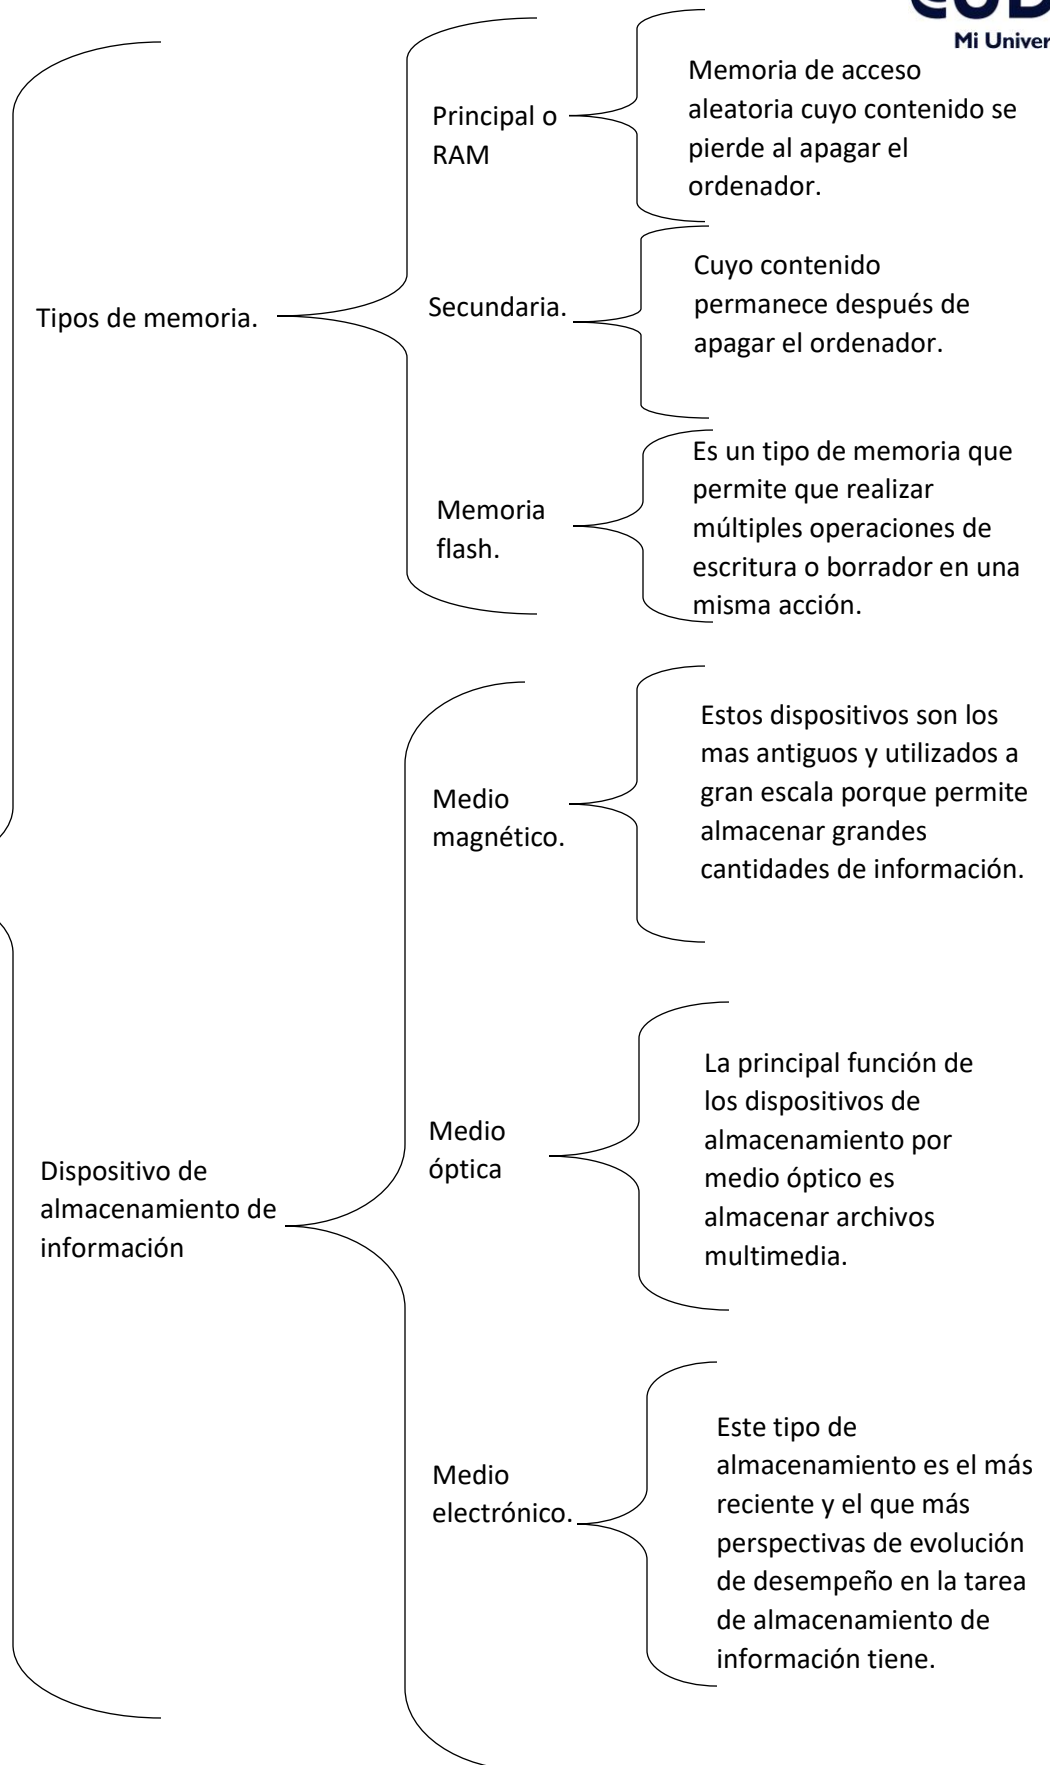 Mi Univer
Tipos de memoria.
Principal o
RAM
Memoria de acceso
aleatoria cuyo contenido se
pierde al apagar el
ordenador.
Secundaria.
Cuyo contenido
permanece después de
apagar el ordenador.
Memoria
flash.
Es un tipo de memoria que
permite que realizar
múltiples operaciones de
escritura o borrador en una
misma acción.
Dispositivo de
almacenamiento de
información
Medio
magnético.
Estos dispositivos son los
mas antiguos y utilizados a
gran escala porque permite
almacenar grandes
cantidades de información.
Medio
óptica
La principal función de
los dispositivos de
almacenamiento por
medio óptico es
almacenar archivos
multimedia.
Medio
electrónico.
Este tipo de
almacenamiento es el más
reciente y el que más
perspectivas de evolución
de desempeño en la tarea
de almacenamiento de
información tiene.